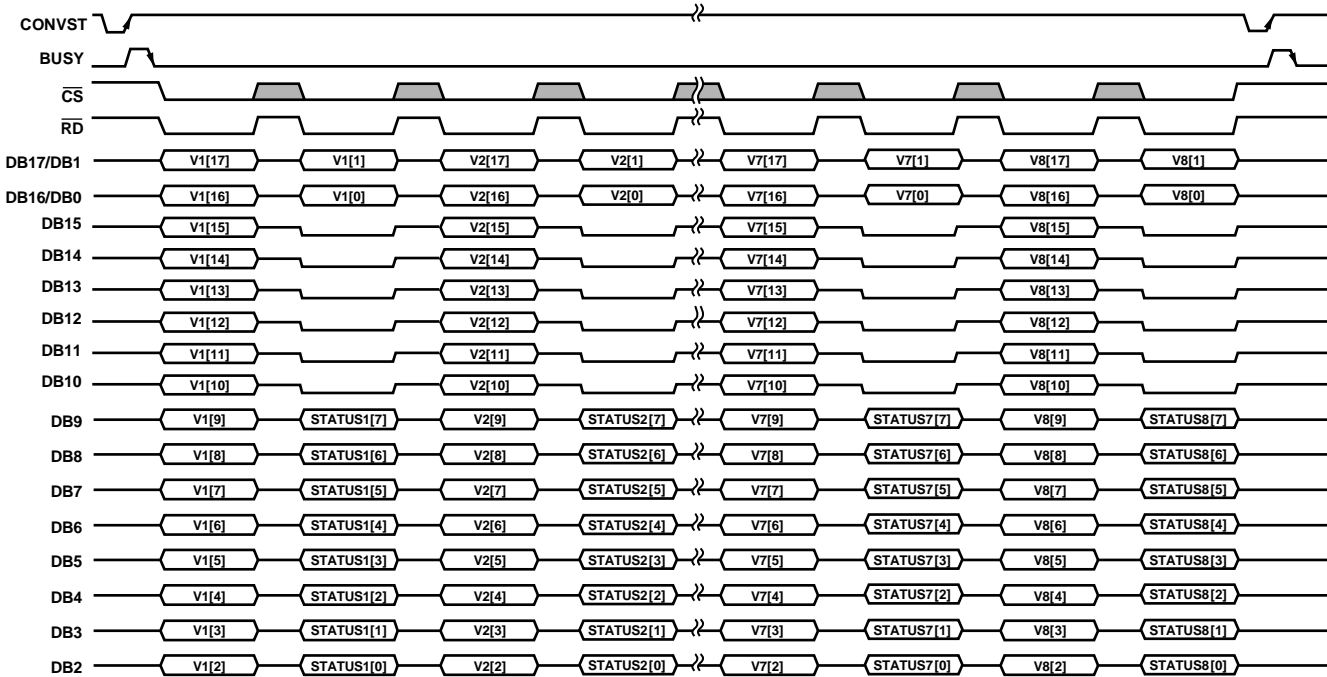 CONVST
BUSY
CS
RD
DB17/DB1 V1[17] V1[1] V2[17] V2[1] V7[17] V7[1] V8[17] V8[1]
DB16/DB0 V1[16] V1[0] V2[16] V2[0] V7[16] V7[0] V8[16] V8[0]
DB15 V1[15] V2[15] V7[15] V8[15]
DB14 V1[14] V2[14] V7[14] V8[14]
DB13 V1[13] V2[13] V7[13] V8[13]
DB12 V1[12] V2[12] V7[12] V8[12]
DB11 V1[11] V2[11] V7[11] V8[11]
DB10 V1[10] V2[10] V7[10] V8[10]
DB9 V1[9] STATUS1[7] V2[9] STATUS2[7] V7[9] STATUS7[7] V8[9] STATUS8[7]
DB8 V1[8] STATUS1[6] V2[8] STATUS2[6] V7[8] STATUS7[6] V8[8] STATUS8[6]
DB7 V1[7] STATUS1[5] V2[7] STATUS2[5] V7[7] STATUS7[5] V8[7] STATUS8[5]
DB6 V1[6] STATUS1[4] V2[6] STATUS2[4] V7[6] STATUS7[4] V8[6] STATUS8[4]
DB5 V1[5] STATUS1[3] V2[5] STATUS2[3] V7[5] STATUS7[3] V8[5] STATUS8[3]
DB4 V1[4] STATUS1[2] V2[4] STATUS2[2] V7[4] STATUS7[2] V8[4] STATUS8[2]
DB3 V1[3] STATUS1[1] V2[3] STATUS2[1] V7[3] STATUS7[1] V8[3] STATUS8[1]
DB2 V1[2] STATUS1[0] V2[2] STATUS2[0] V7[2] STATUS7[0] V8[2] STATUS8[0]